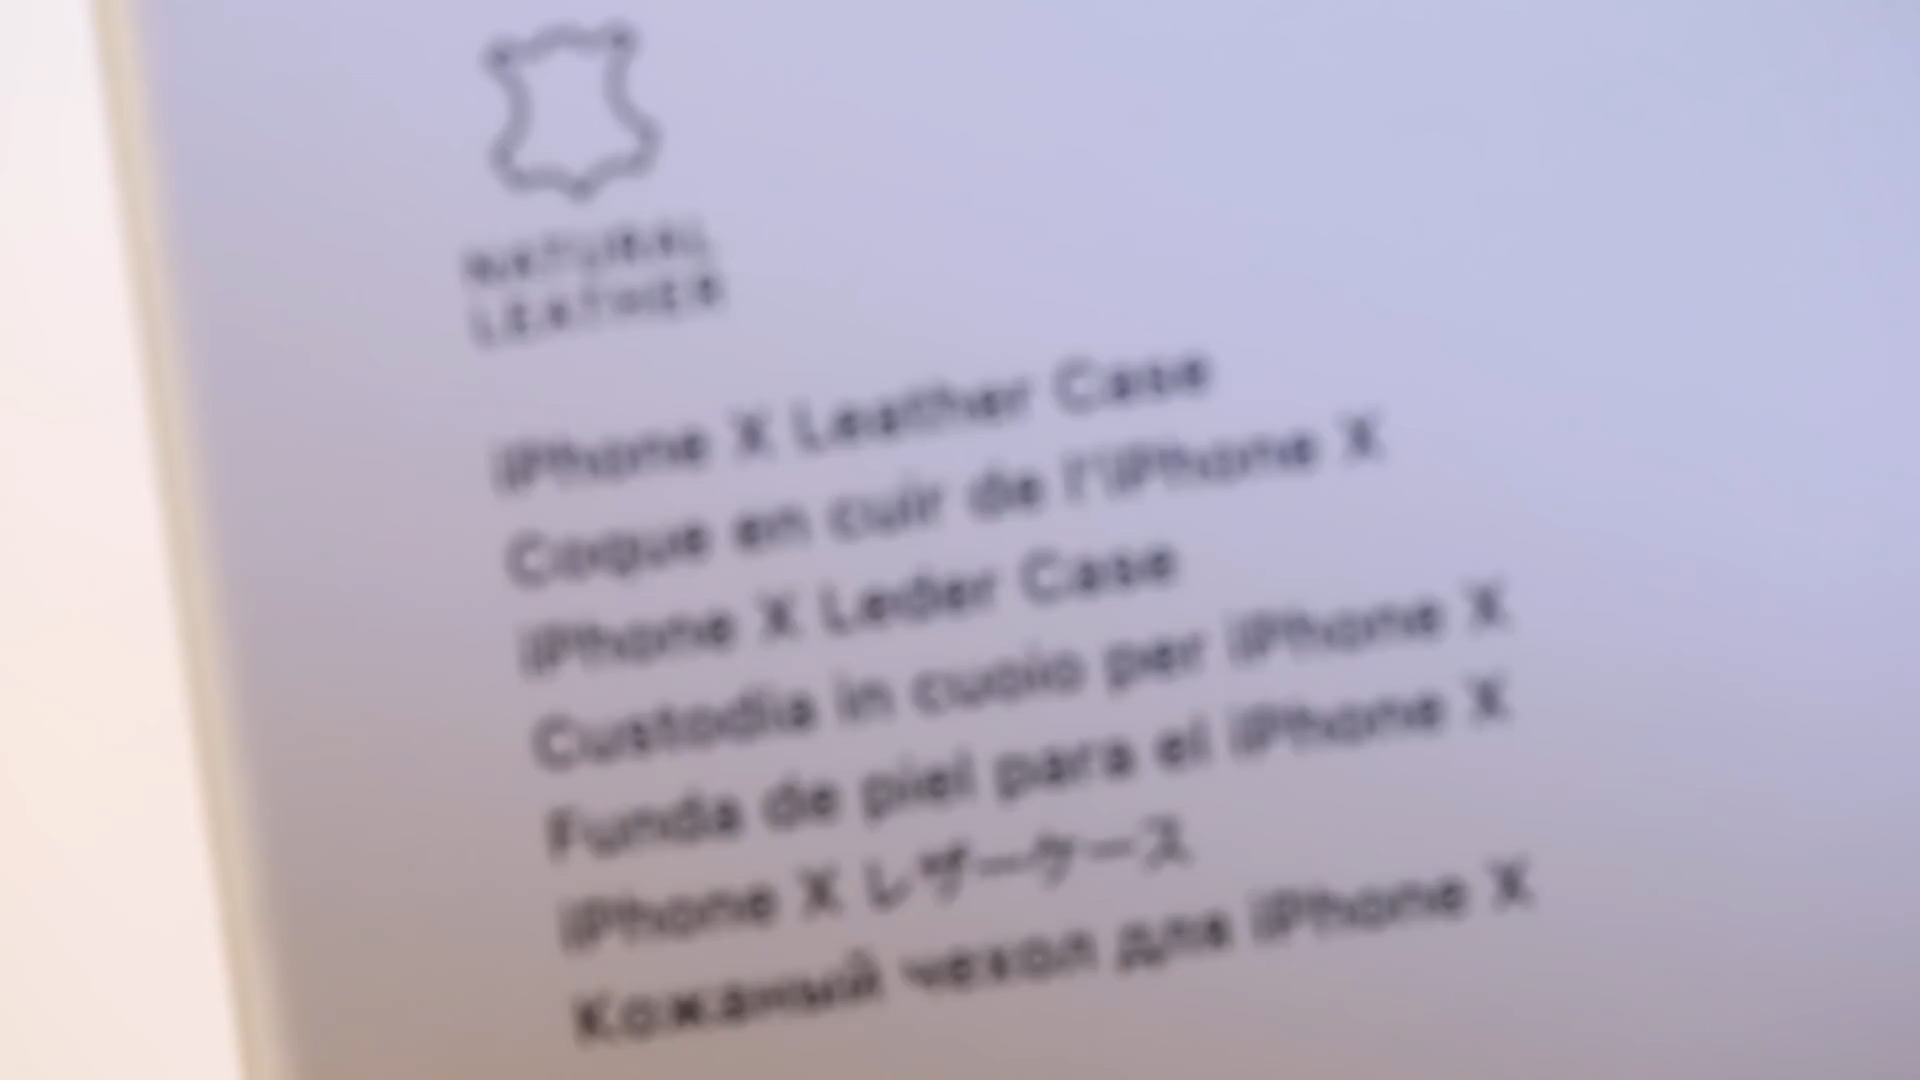 NATURAL
LEATHER
iPhone X Leather Case
Coque en cuir de l'iPhone X
iPhone X Leder Case
Custodia in cuoio per iPhone X
Funda de piel para el iPhone X
iPhone X レザーケース
Кожаный чехол для iPhone X